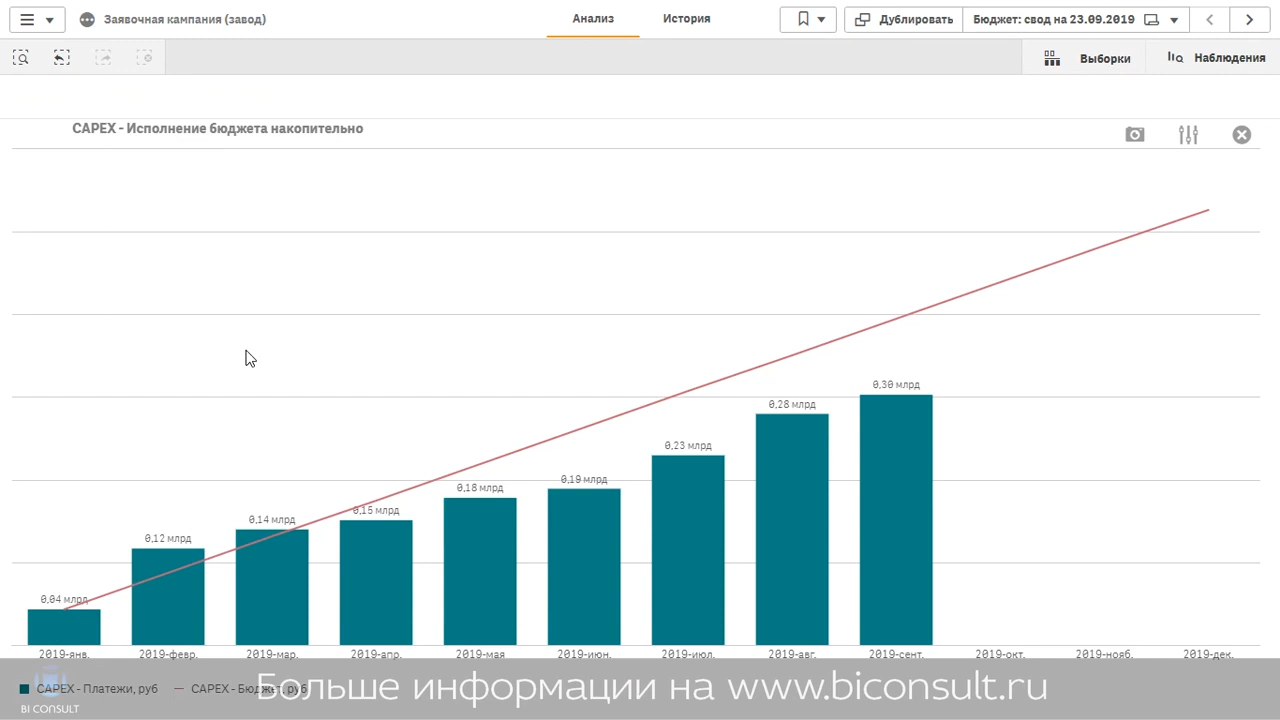 Заявочная кампания (завод)
Анализ
История
Дублировать
Бюджет: свод на 23.09.2019
Выборки
Наблюдения
CAPEX - Исполнение бюджета накопительно
0,30 млрд
0,28 млрд
0,23 млрд
0,19 млрд
0,18 млрд
0,15 млрд
0,14 млрд
0,12 млрд
0,04 млрд
2019-янв. 2019-февр. 2019-мар. 2019-апр. 2019-мая 2019-июн. 2019-июл. 2019-авг. 2019-сент. 2019-окт. 2019-нояб. 2019-дек.
CAPEX - Платежи, руб
CAPEX - Бюджет, руб
Больше информации на www.biconsult.ru
BI CONSULT